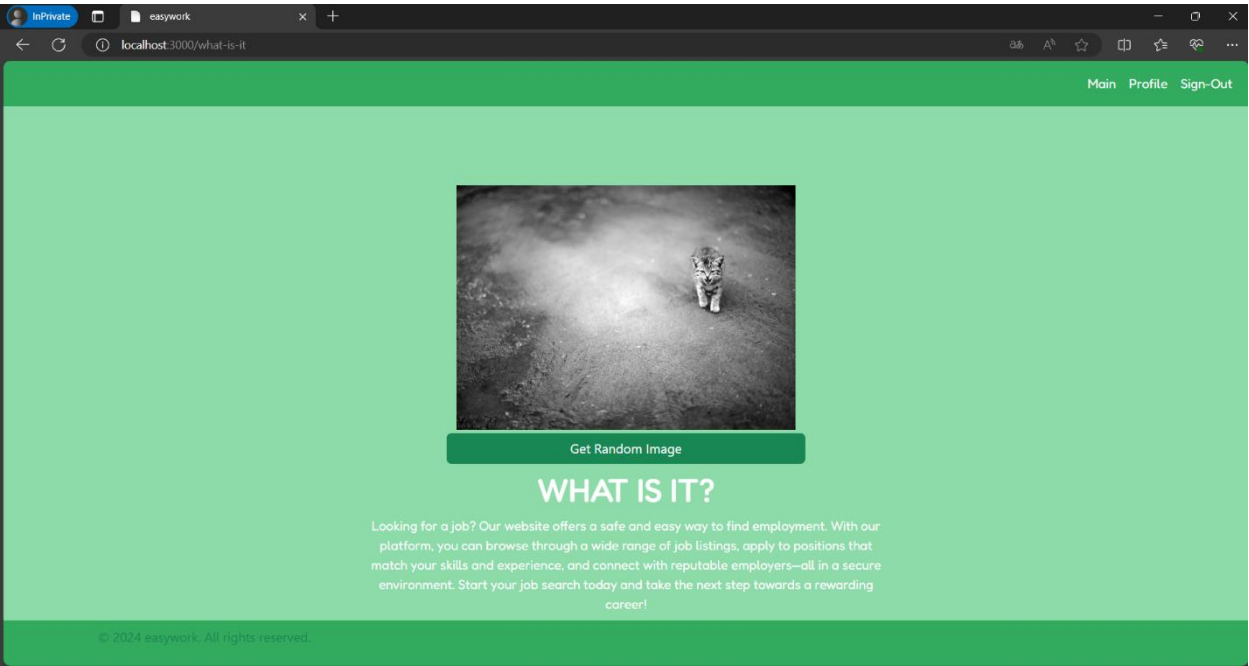 InPrivate
easywork
localhost:3000/what-is-it
Main Profile Sign-Out
Get Random Image
WHAT IS IT?
Looking for a job? Our website offers a safe and easy way to find employment. With our
platform, you can browse through a wide range of job listings, apply to positions that
match your skills and experience, and connect with reputable employers—all in a secure
environment. Start your job search today and take the next step towards a rewarding
career!
© 2024 easywork. All rights reserved.